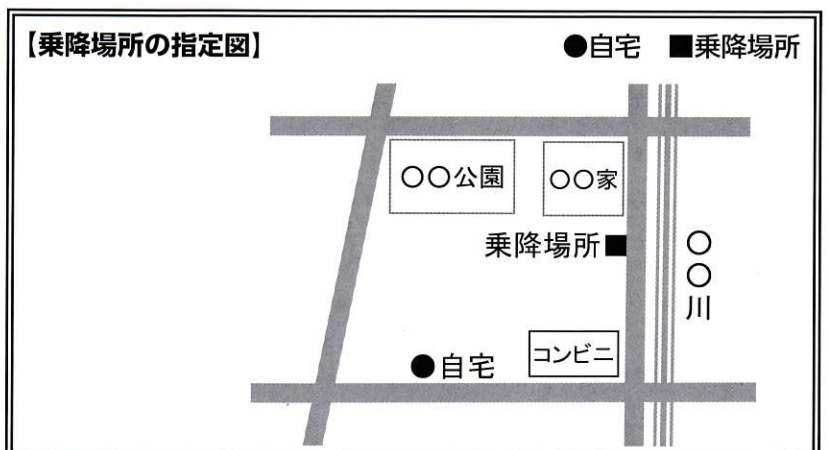 【乗降場所の指定図】
●自宅 ■乗降場所
○○公園
○○家
乗降場所■
○○川
●自宅
コンビニ